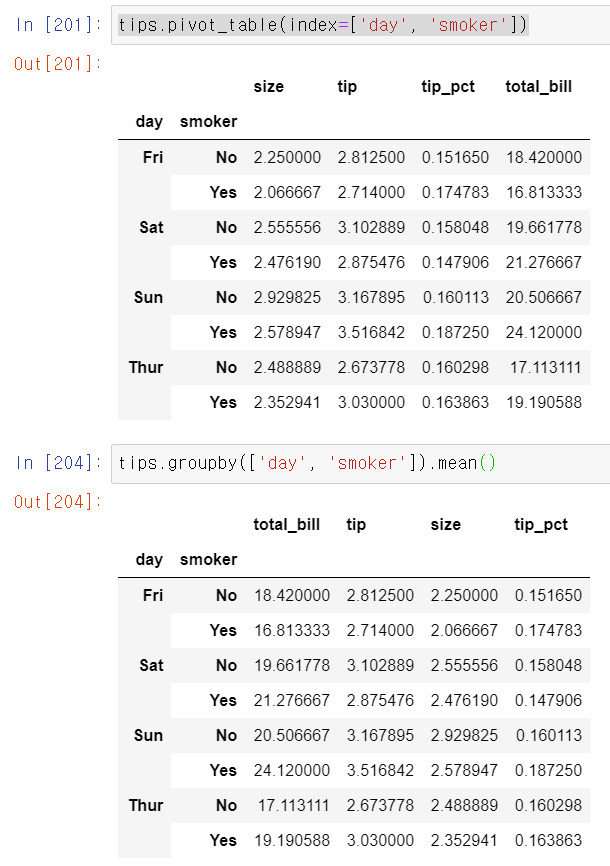 In [201]: tips.pivot_table(index=['day', 'smoker'])
Out[201]:
size tip tip_pct total_bill
day smoker
Fri No 2.250000 2.812500 0.151650 18.420000
Yes 2.066667 2.714000 0.174783 16.813333
Sat No 2.555556 3.102889 0.158048 19.661778
Yes 2.476190 2.875476 0.147906 21.276667
Sun No 2.929825 3.167895 0.160113 20.506667
Yes 2.578947 3.516842 0.187250 24.120000
Thur No 2.488889 2.673778 0.160298 17.113111
Yes 2.352941 3.030000 0.163863 19.190588
In [204]: tips.groupby(['day', 'smoker']).mean()
Out[204]:
total_bill tip size tip_pct
day smoker
Fri No 18.420000 2.812500 2.250000 0.151650
Yes 16.813333 2.714000 2.066667 0.174783
Sat No 19.661778 3.102889 2.555556 0.158048
Yes 21.276667 2.875476 2.476190 0.147906
Sun No 20.506667 3.167895 2.929825 0.160113
Yes 24.120000 3.516842 2.578947 0.187250
Thur No 17.113111 2.673778 2.488889 0.160298
Yes 19.190588 3.030000 2.352941 0.163863